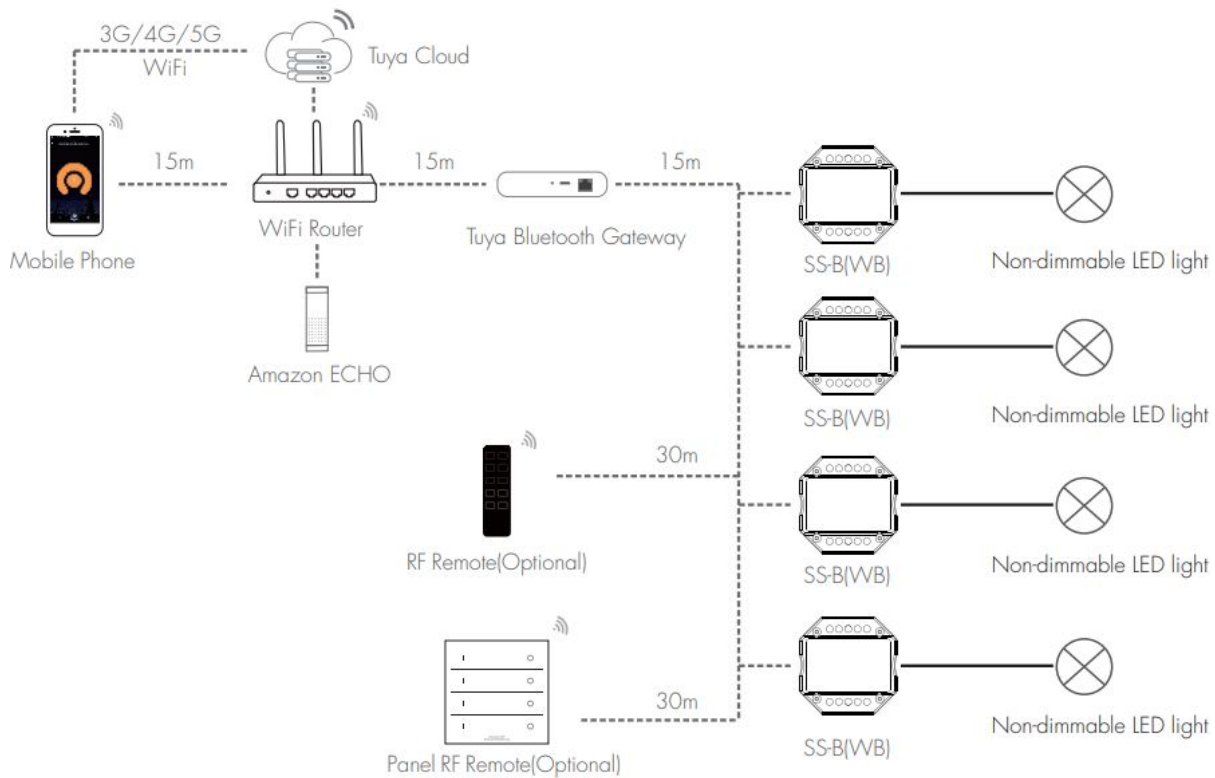 3G/4G/5G
WiFi
Tuya Cloud
15m
15m
15m
WiFi Router
Tuya Bluetooth Gateway
Mobile Phone
SS-B(WB)
Non-dimmable LED light
Amazon ECHO
SS-B(WB)
Non-dimmable LED light
30m
RF Remote(Optional)
SS-B(WB)
Non-dimmable LED light
30m
SS-B(WB)
Non-dimmable LED light
Panel RF Remote(Optional)